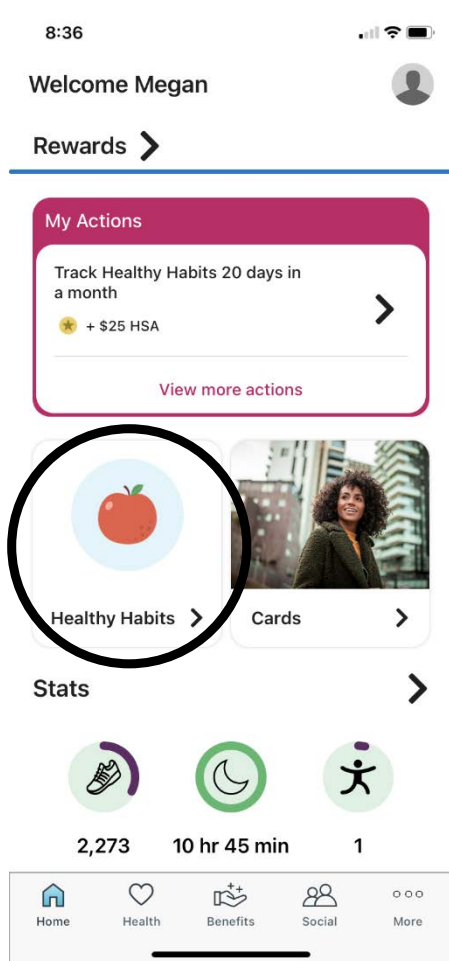 8:36
Welcome Megan
Rewards
My Actions
Track Healthy Habits 20 days in
a month
+ $25 HSA
View more actions
Healthy Habits
Cards
Stats
2,273
10 hr 45 min
1
Home
Health
Benefits
Social
More